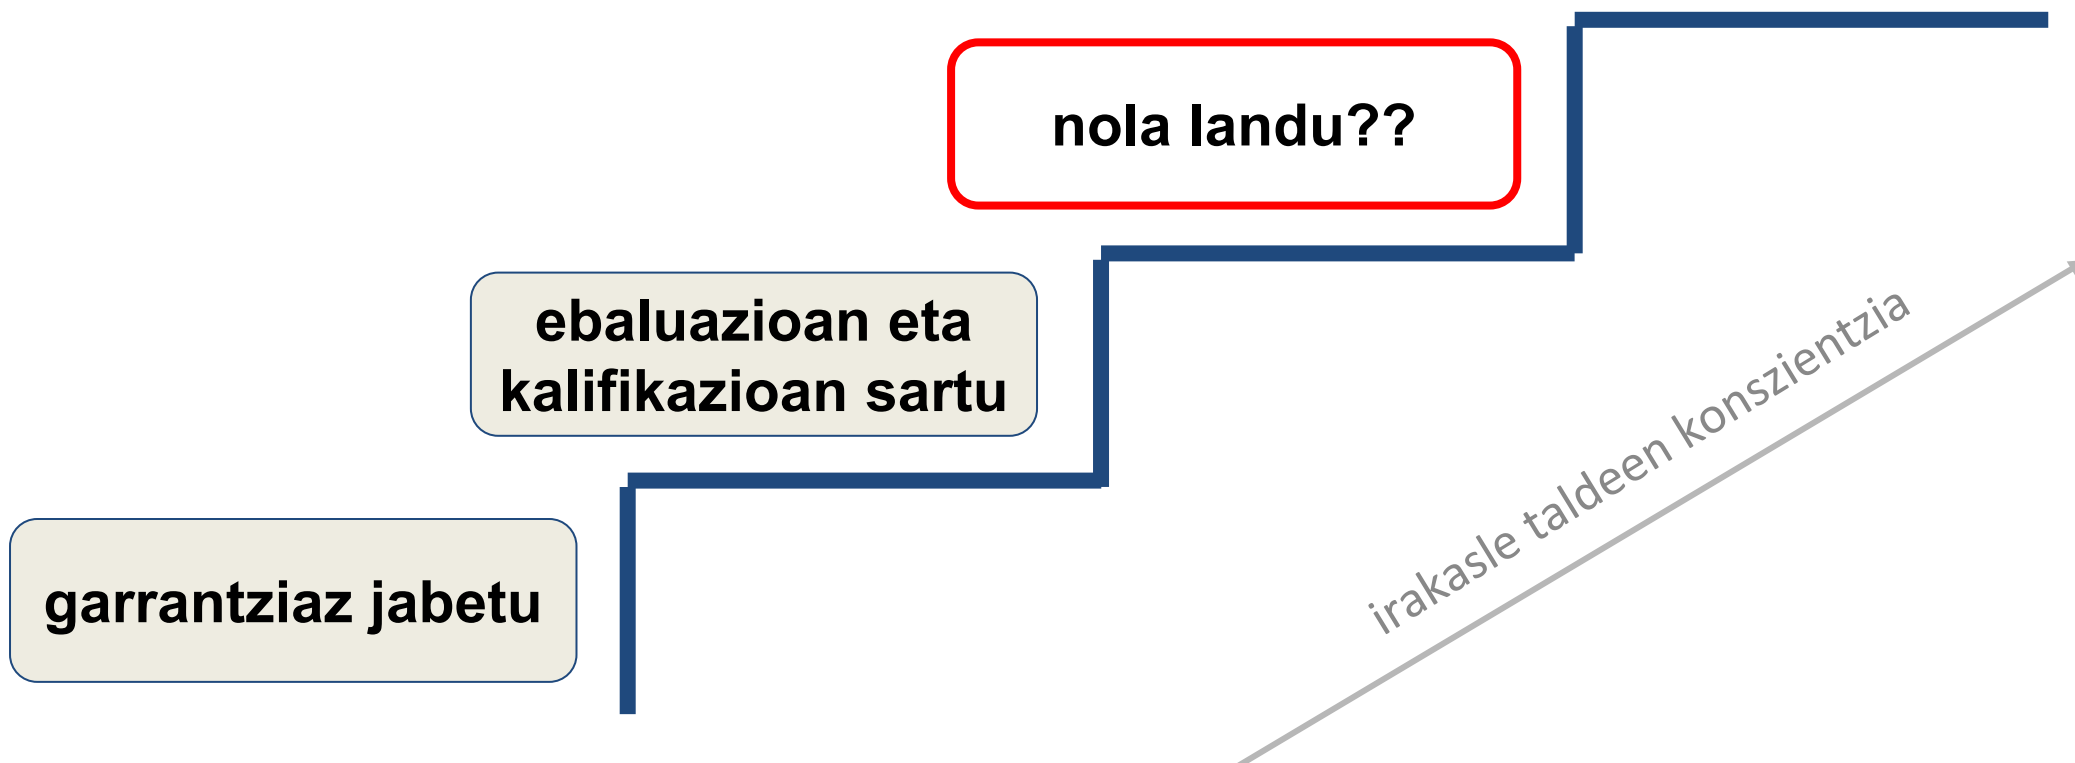 nola landu??
ebaluazioan eta
kalifikazioan sartu
garrantziaz jabetu
irakasle taldeen konszientzia